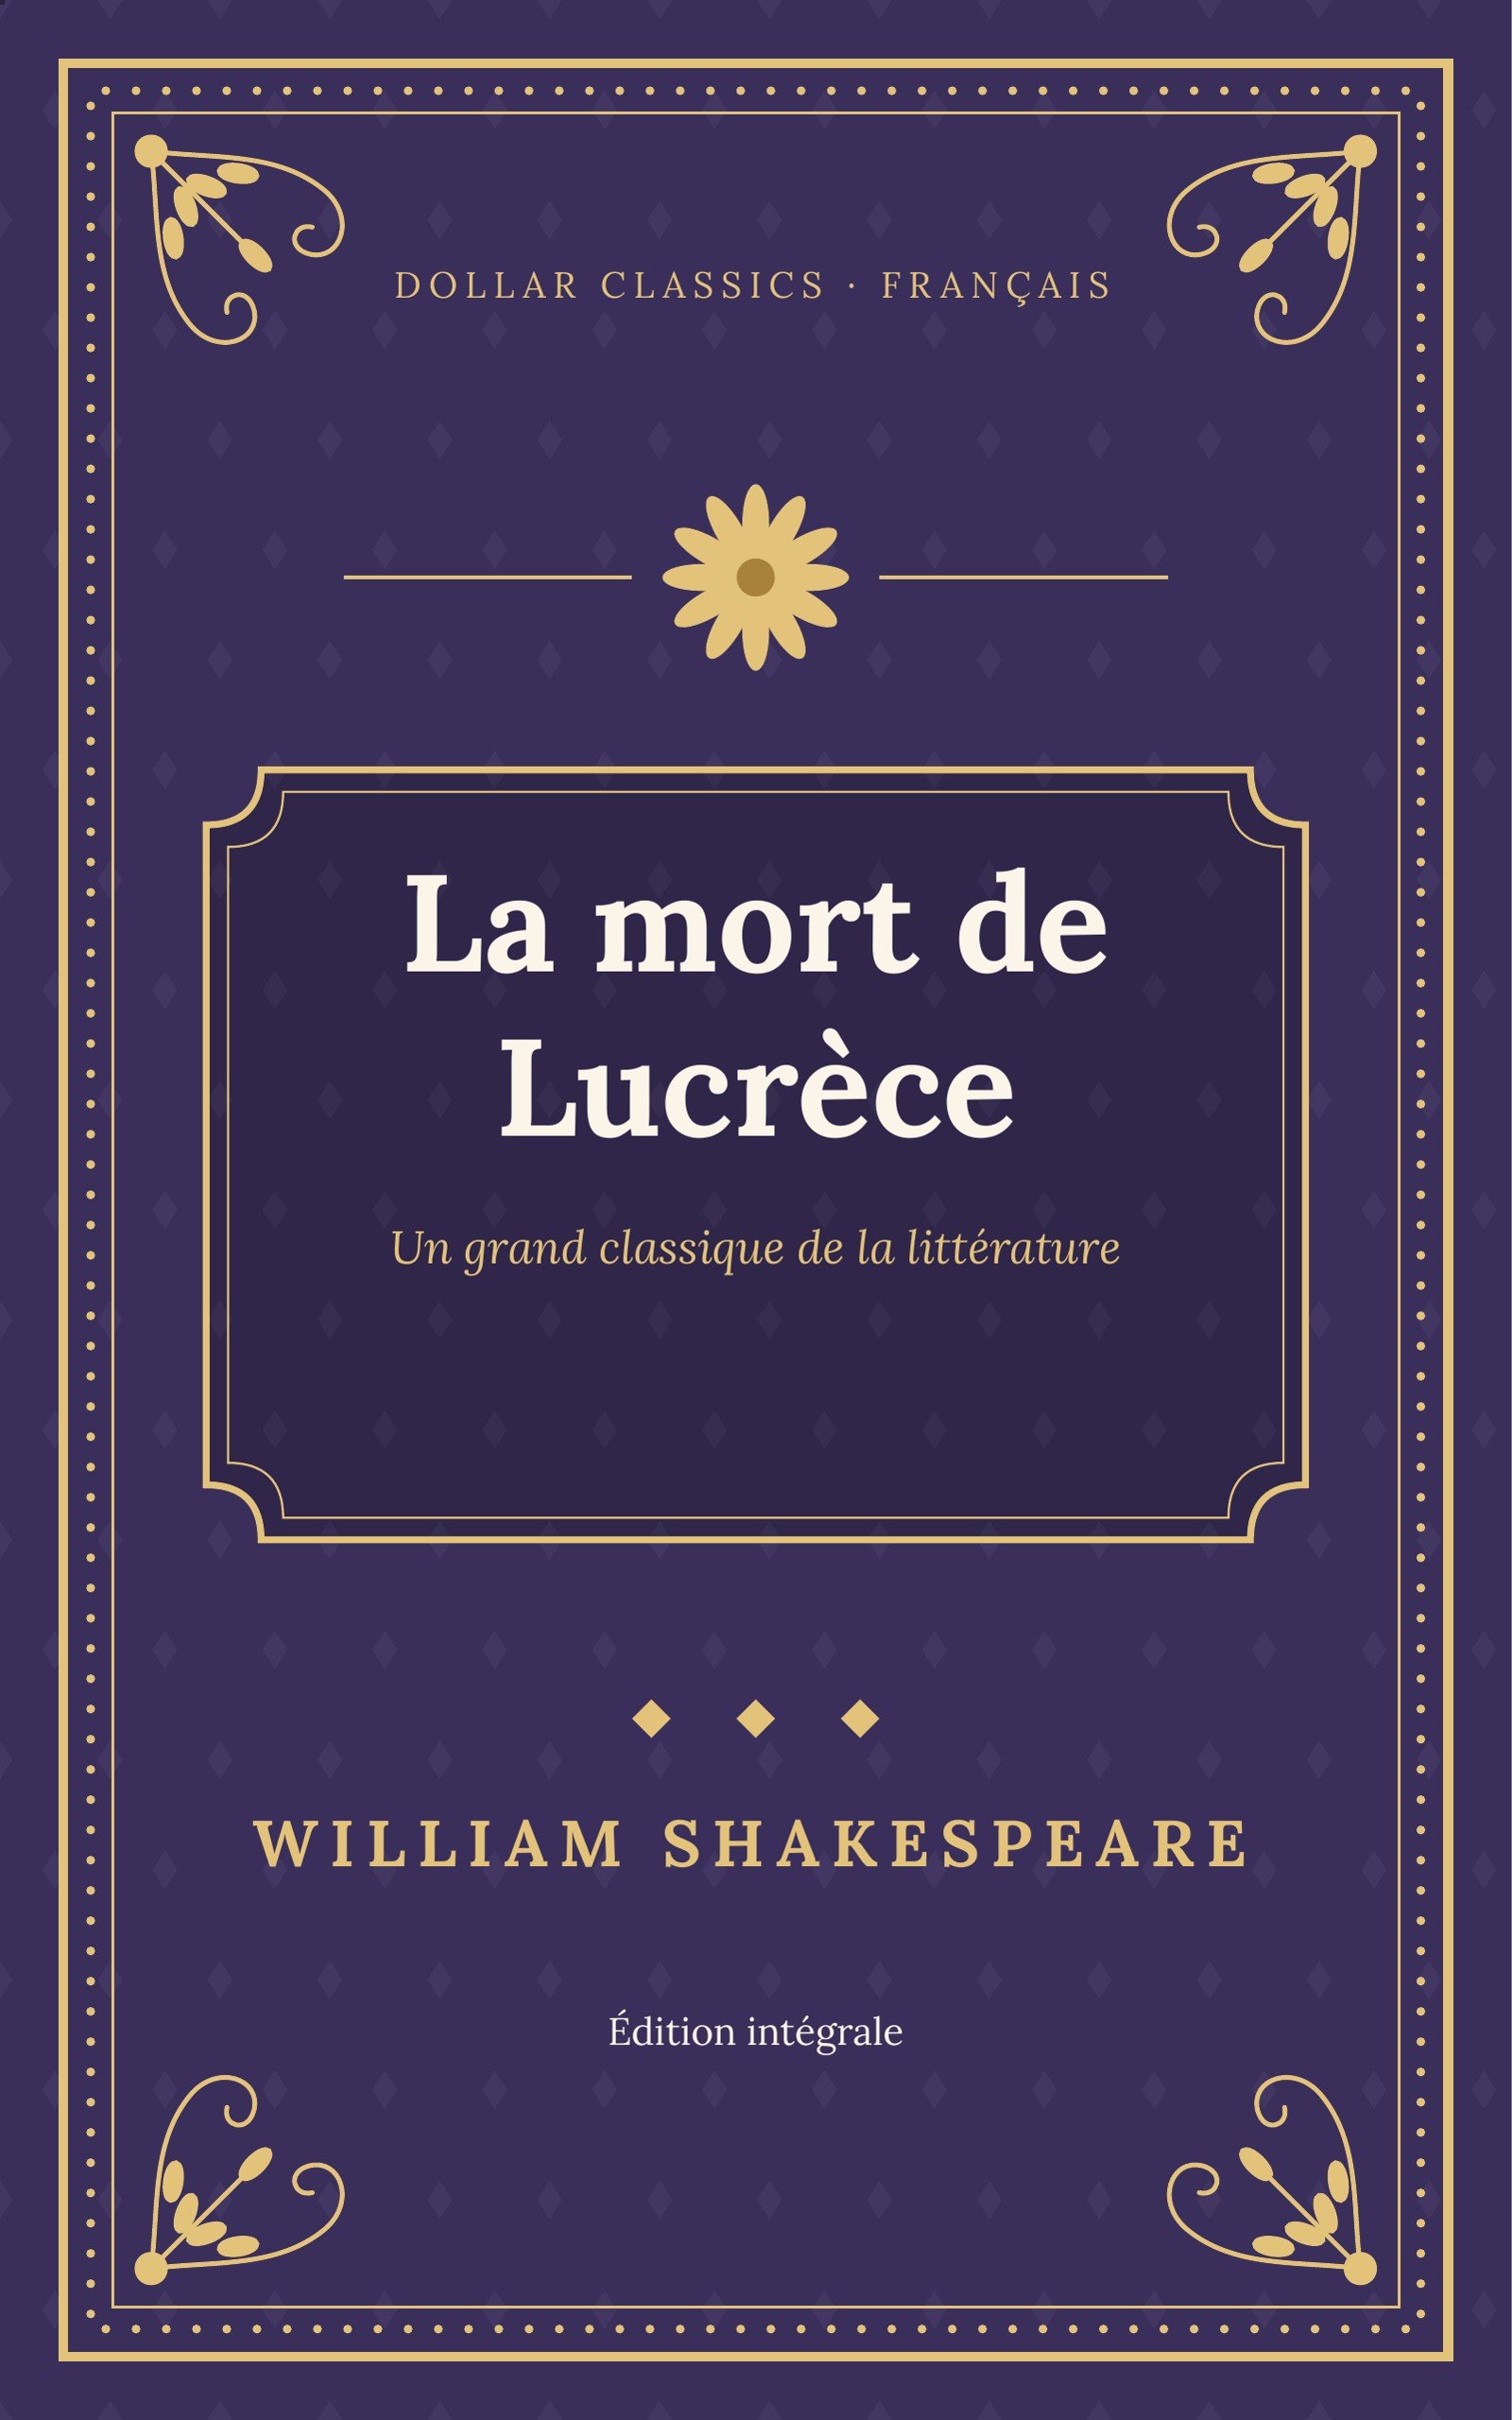 DOLLAR CLASSICS · FRANÇAIS
La mort de
Lucrèce
Un grand classique de la littérature
WILLIAM SHAKESPEARE
Édition intégrale